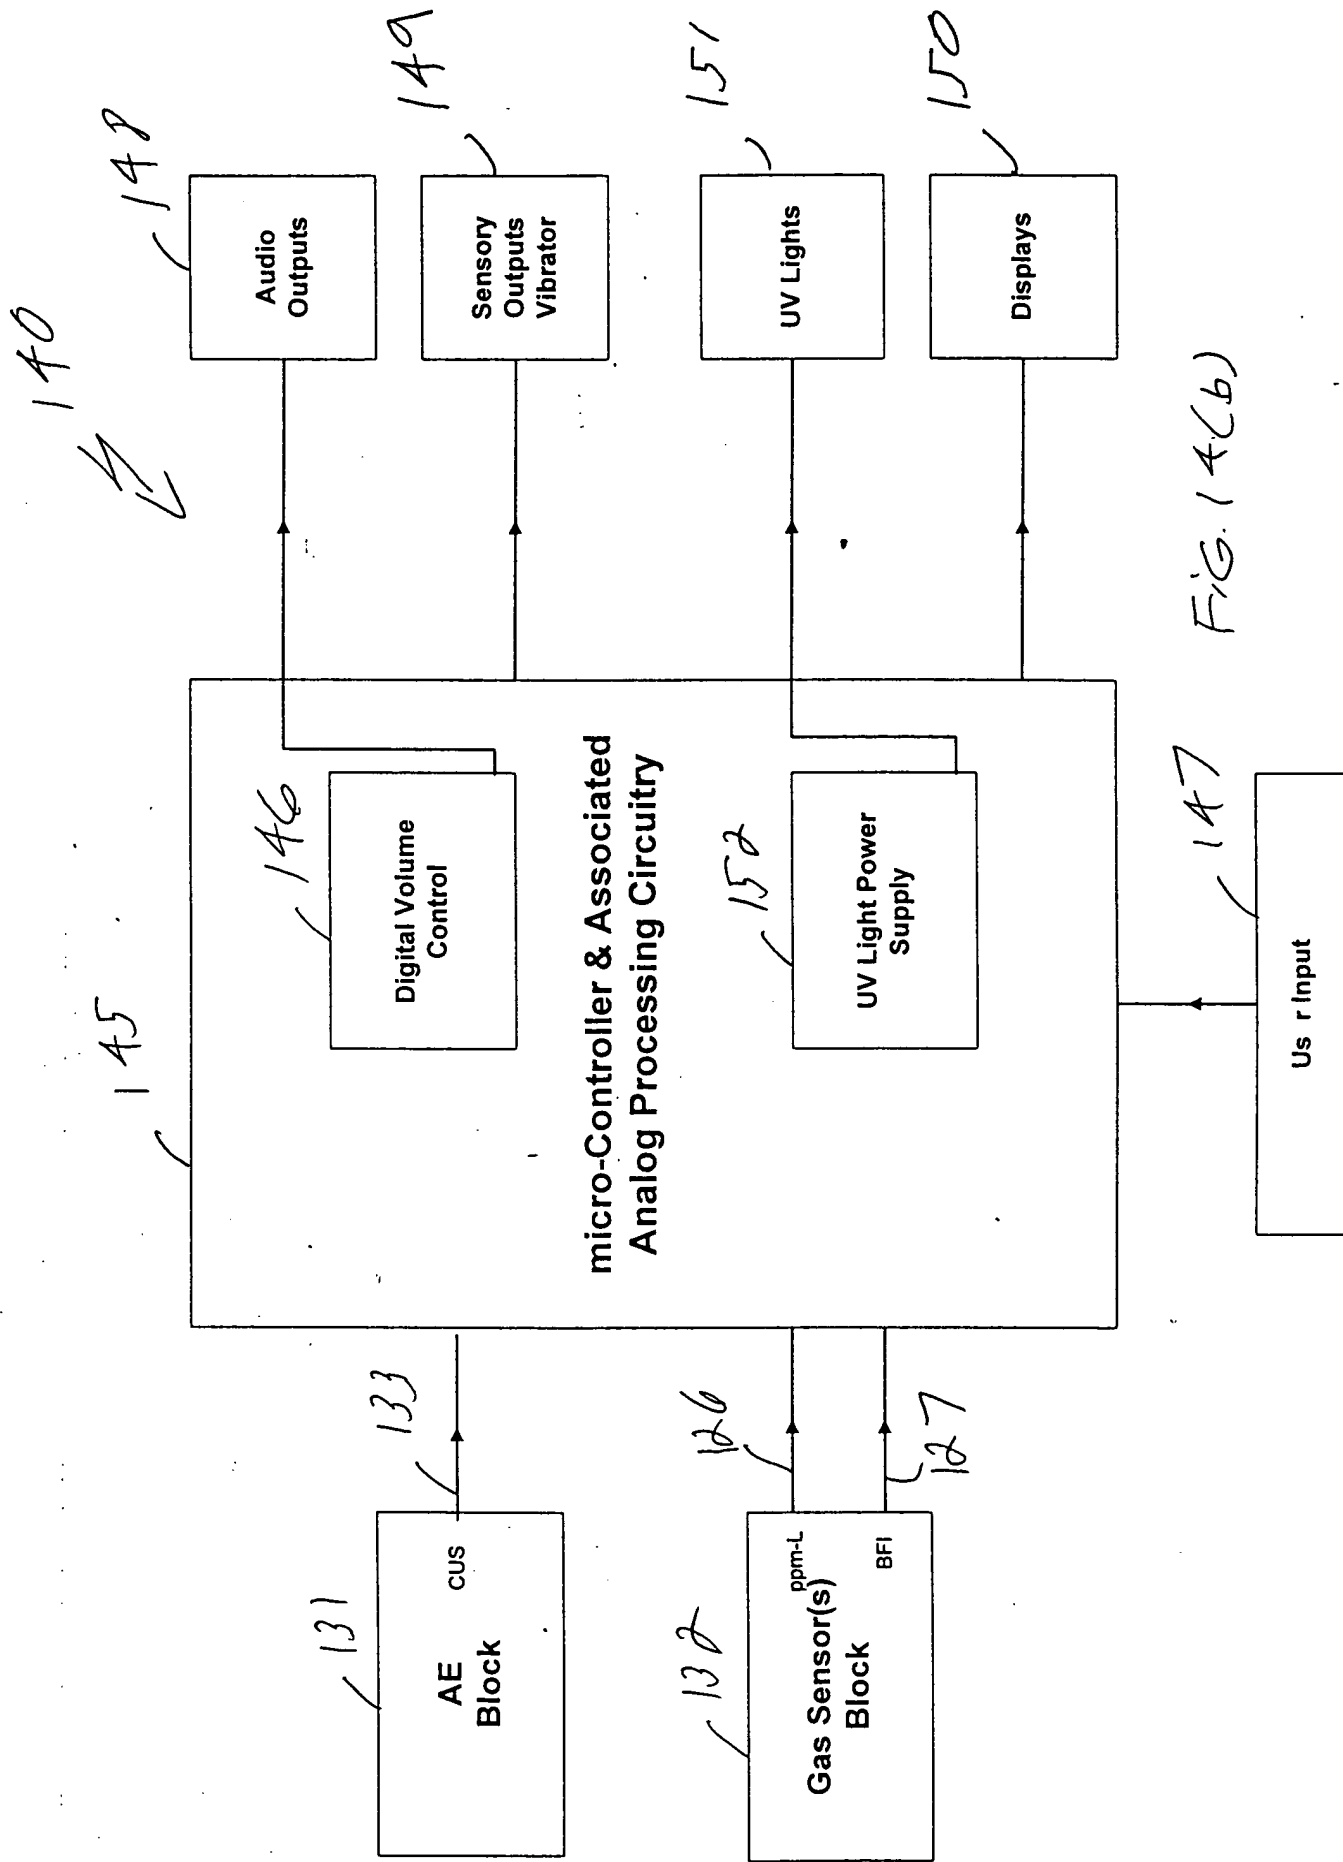 140
145
146
148
Audio
Outputs
149
Sensory
Outputs
Vibrator
151
UV Lights
150
Displays
Digital Volume
Control
micro-Controller & Associated
Analog Processing Circuitry
152
UV Light Power
Supply
131
AE
Block
CUS
133
132
Gas Sensor(s)
Block
ppm-L
BFI
126
127
147
Us r Input
FIG. 14(b)